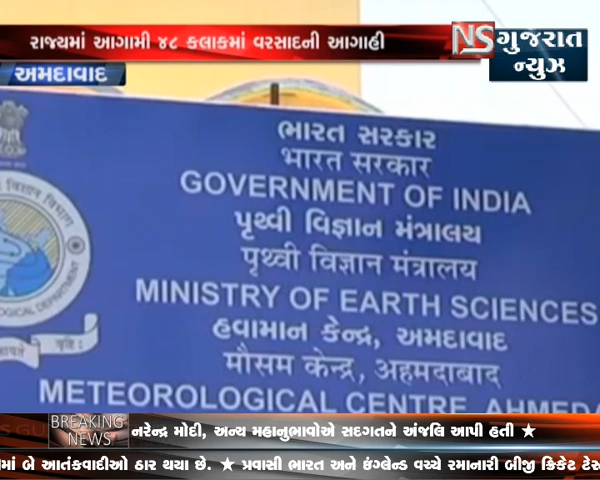 રાજ્યમાં આગામી ૪૮ કલાકમાં વરસાદની આગાહી
NS ગુજરાત
ન્યુઝ
અમદાવાદ
ભારત સરકાર
भारत सरकार
GOVERNMENT OF INDIA
પૃથ્વી વિજ્ઞાન મંત્રાલય
पृथ्वी विज्ञान मंत्रालय
MINISTRY OF EARTH SCIENCES
હવામાન કેન્દ્ર, અમદાવાદ
मौसम केन्द्र, अहमदाबाद
METEOROLOGICAL CENTRE, AHMEDA
BREAKING
NEWS
નરેન્દ્ર મોદી, અન્ય મહાનુભાવોએ સદગતને અંજલિ આપી હતી ★
માં બે આતંકવાદીઓ ઠાર થયા છે. ★ પ્રવાસી ભારત અને ઇંગ્લેન્ડ વચ્ચે રમાનારી બીજી ક્રિકેટ ટેસ્